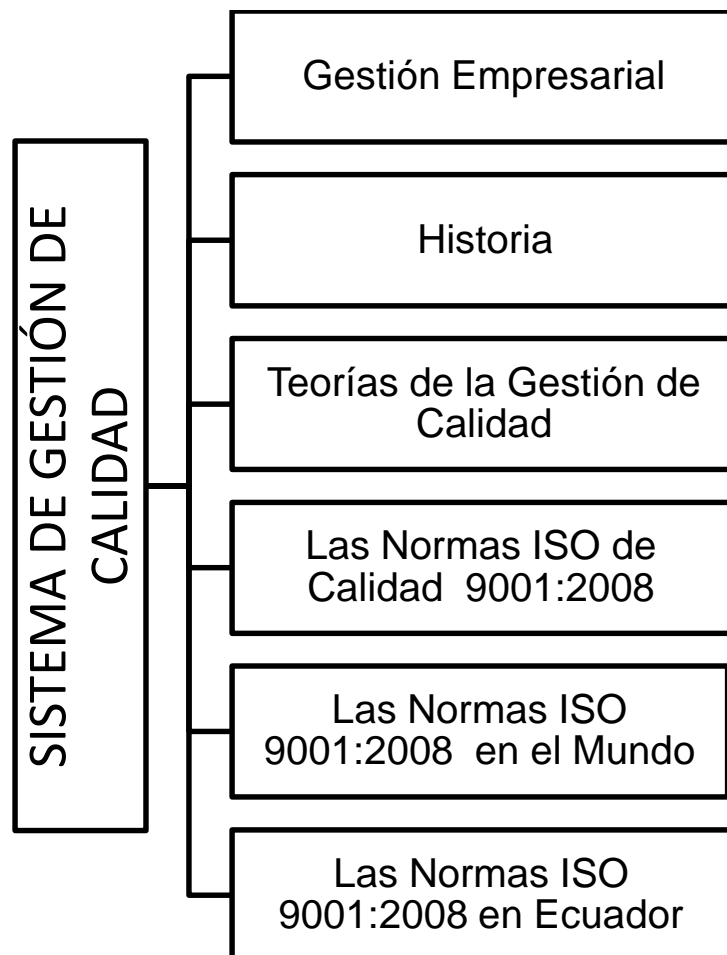 SISTEMA DE GESTIÓN DE
CALIDAD
Gestión Empresarial
Historia
Teorías de la Gestión de
Calidad
Las Normas ISO de
Calidad  9001:2008
Las Normas ISO
9001:2008  en el Mundo
Las Normas ISO
9001:2008 en Ecuador